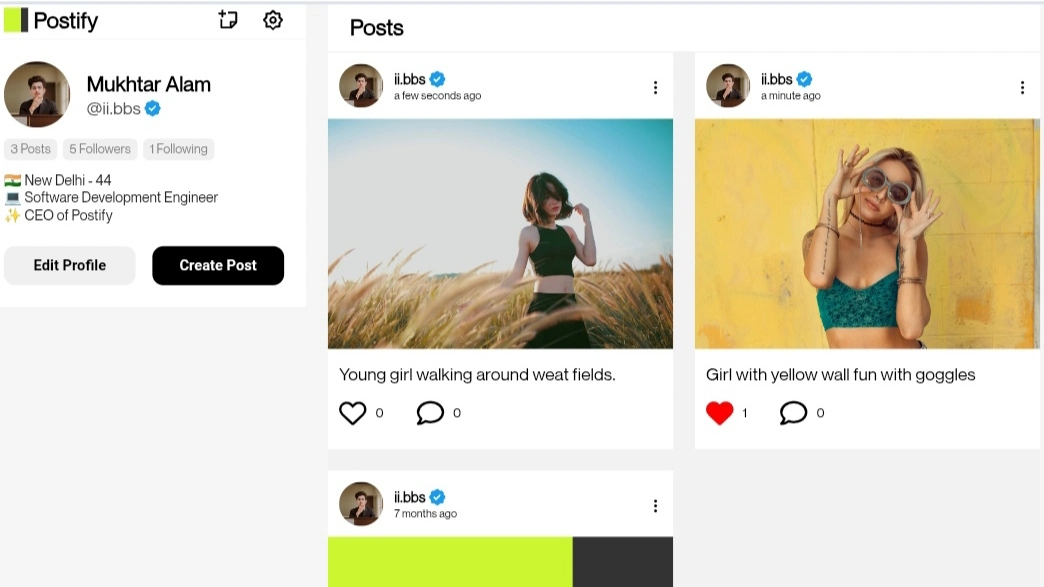 Postify
Mukhtar Alam
@ii.bbs
3 Posts
5 Followers
1 Following
New Delhi - 44
Software Development Engineer
CEO of Postify
Edit Profile
Create Post
Posts
ii.bbs
a few seconds ago
Young girl walking around weat fields.
0
0
ii.bbs
a minute ago
Girl with yellow wall fun with goggles
1
0
ii.bbs
7 months ago